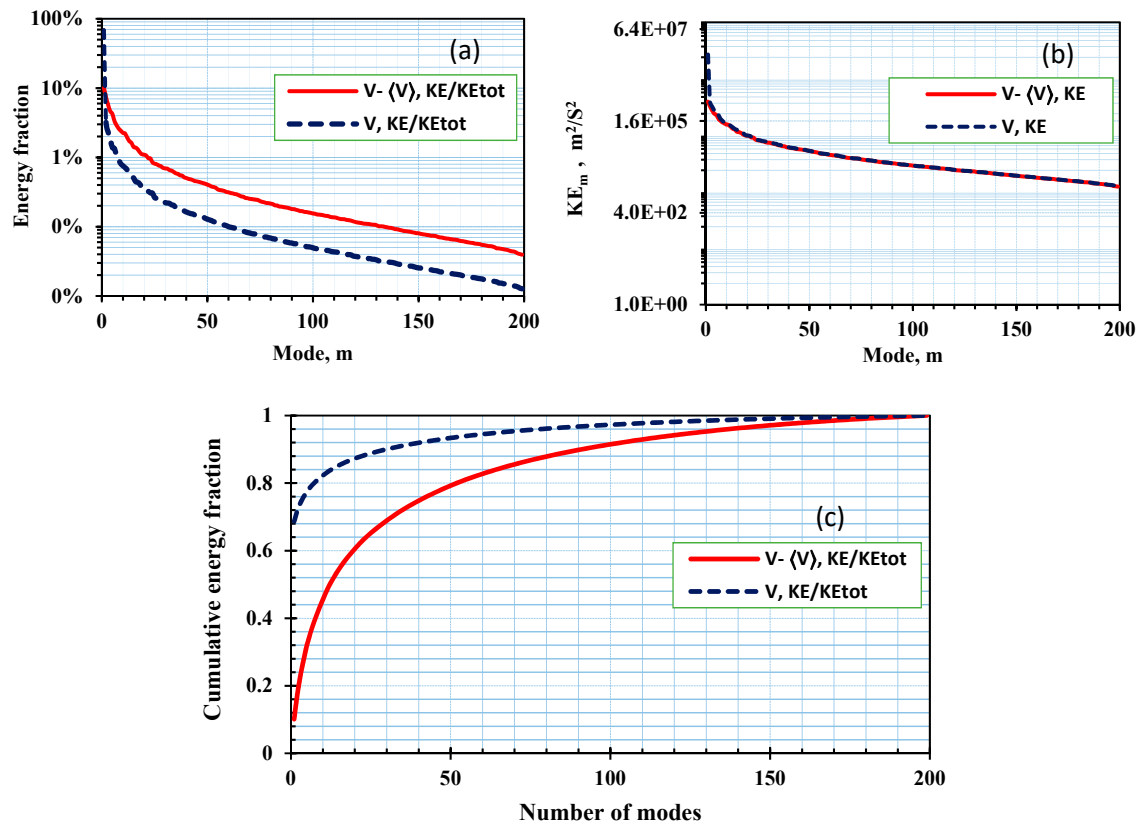 (a)
Energy fraction
100%
10%
1%
0%
0%
V- ⟨V⟩, KE/KEtot
V, KE/KEtot
0 50 100 150 200
Mode, m
(b)
KEm , m²/S²
6.4E+07
1.6E+05
4.0E+02
1.0E+00
V- ⟨V⟩, KE
V, KE
0 50 100 150 200
Mode, m
(c)
Cumulative energy fraction
1
0.8
0.6
0.4
0.2
0
V- ⟨V⟩, KE/KEtot
V, KE/KEtot
0 50 100 150 200
Number of modes